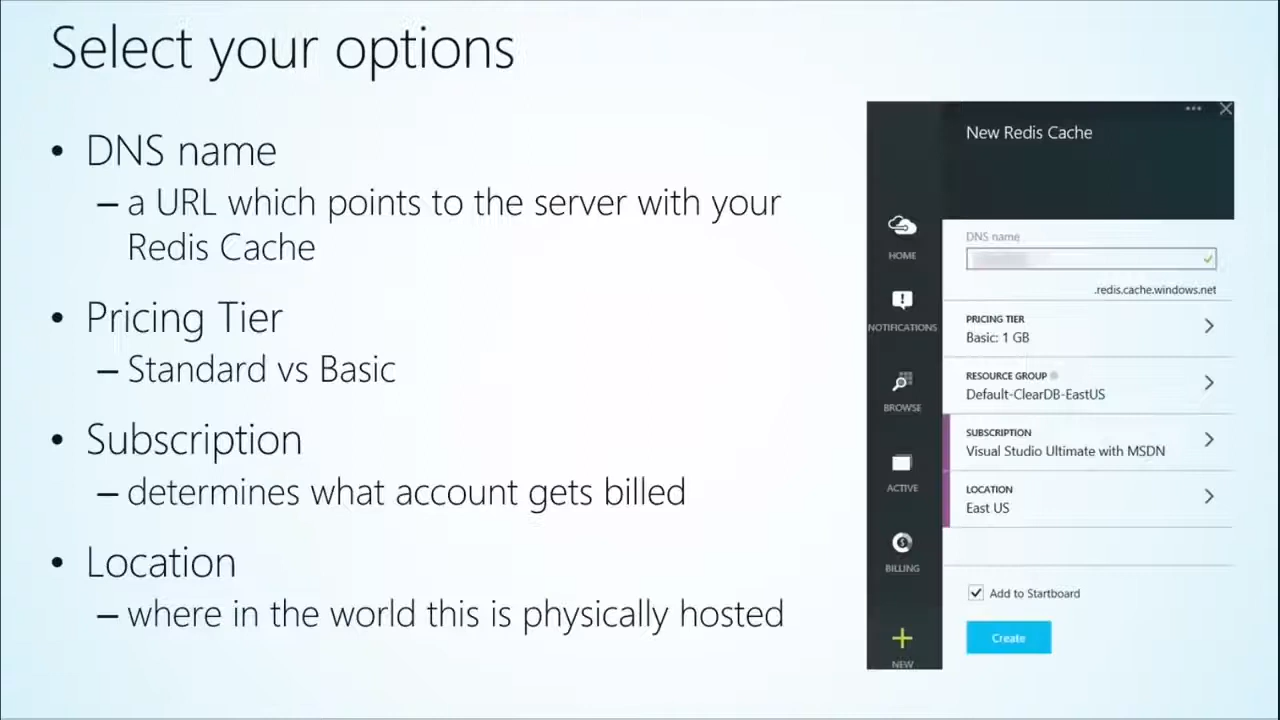 Select your options
• DNS name
– a URL which points to the server with your
Redis Cache
• Pricing Tier
– Standard vs Basic
• Subscription
– determines what account gets billed
• Location
– where in the world this is physically hosted
New Redis Cache
HOME
NOTIFICATIONS
BROWSE
ACTIVE
BILLING
NEW
DNS name
.redis.cache.windows.net
PRICING TIER
Basic: 1 GB
RESOURCE GROUP
Default-ClearDB-EastUS
SUBSCRIPTION
Visual Studio Ultimate with MSDN
LOCATION
East US
Add to Startboard
Create